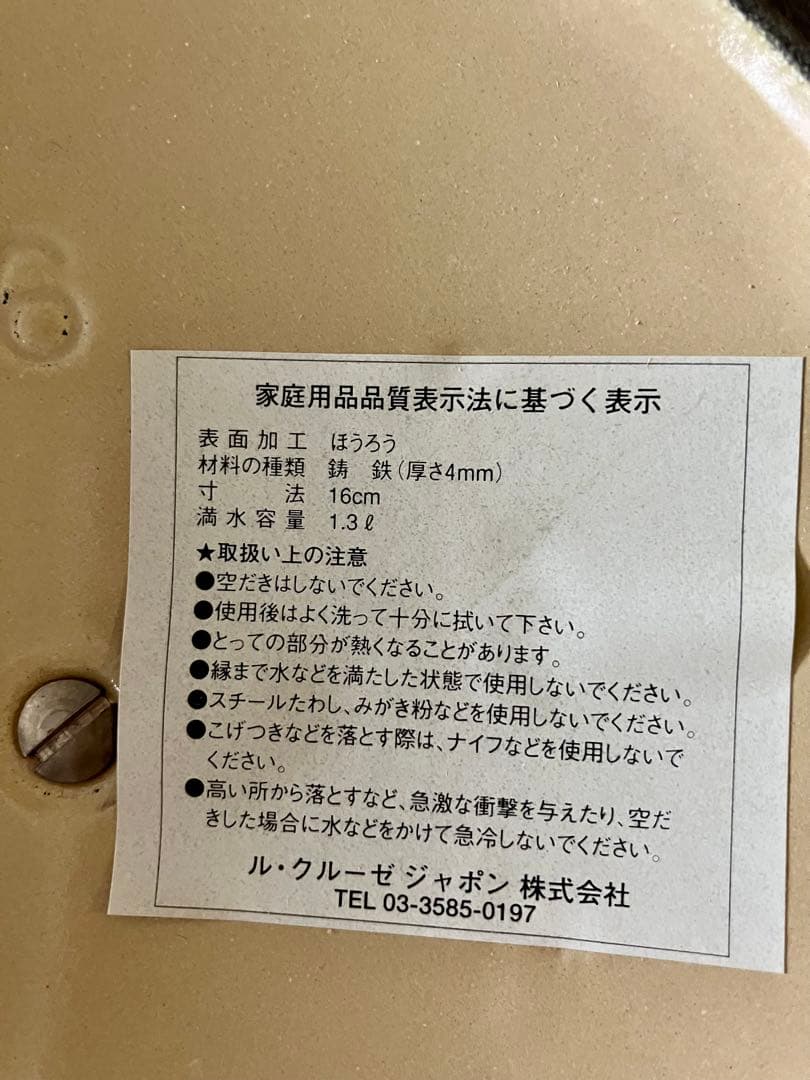 家庭用品品質表示法に基づく表示
表面加工 ほうろう
材料の種類 鋳 鉄(厚さ4mm)
寸 法 16cm
満水容量 1.3ℓ
★取扱い上の注意
●空だきはしないでください。
●使用後はよく洗って十分に拭いて下さい。
●とっての部分が熱くなることがあります。
●縁まで水などを満たした状態で使用しないでください。
●スチールたわし、みがき粉などを使用しないでください。
●こげつきなどを落とす際は、ナイフなどを使用しないで
ください。
●高い所から落とすなど、急激な衝撃を与えたり、空だ
きした場合に水などをかけて急冷しないでください。
ル・クルーゼ ジャポン 株式会社
TEL 03-3585-0197